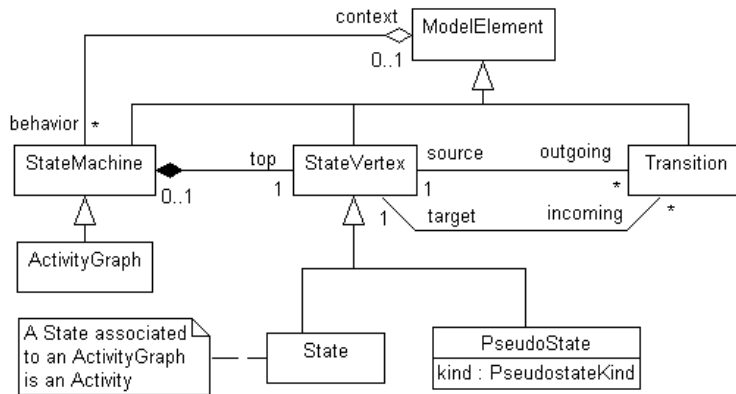 context
ModelElement
0..1
behavior *
StateMachine
top
StateVertex
source
outgoing
Transition
0..1
1
1
*
ActivityGraph
1
target
incoming
*
A State associated
to an ActivityGraph
is an Activity
State
PseudoState
kind : PseudostateKind